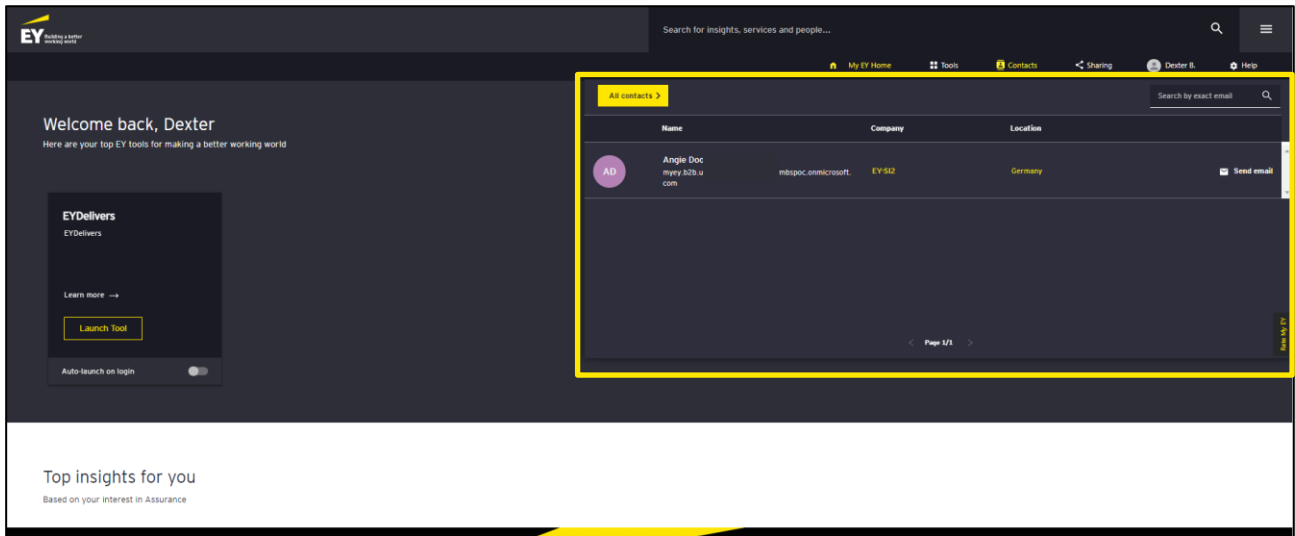 EY Building a better
working world
Search for insights, services and people...
My EY Home Tools Contacts Sharing Dexter B. Help
All contacts >
Search by exact email
Welcome back, Dexter
Here are your top EY tools for making a better working world
Name Company Location
AD
Angie Doc
myey.b2b.u mbspoc.onmicrosoft.
com
EY-SI2 Germany Send email
EYDelivers
EYDelivers
Learn more →
Launch Tool
Auto-launch on login
< Page 1/1 >
Rate My EY
Top insights for you
Based on your interest in Assurance